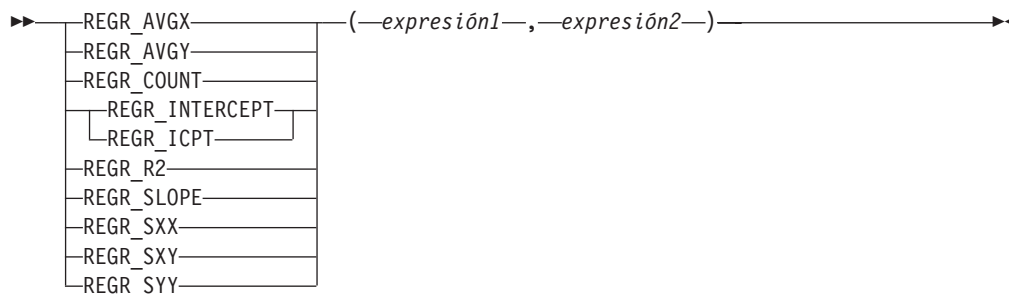 REGR_AVGX ( expresión1 , expresión2 )
REGR_AVGY
REGR_COUNT
REGR_INTERCEPT
REGR_ICPT
REGR_R2
REGR_SLOPE
REGR_SXX
REGR_SXY
REGR_SYY